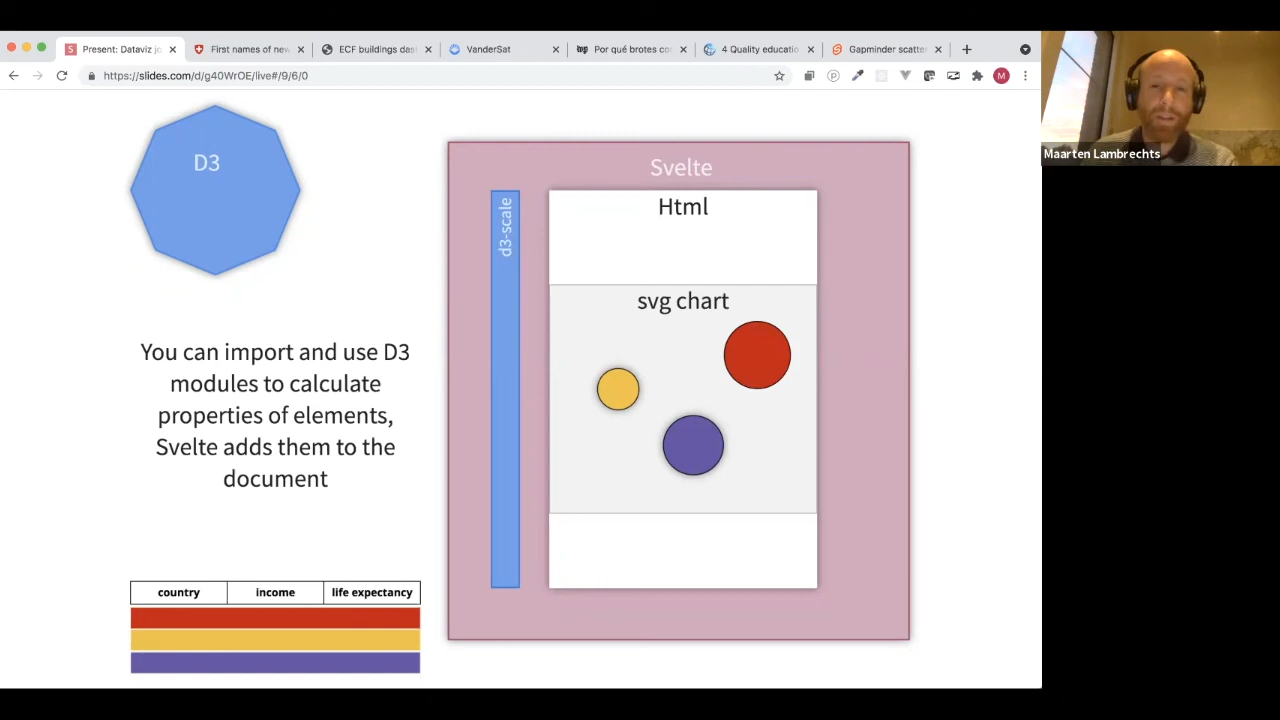 Present: Dataviz jo
First names of new
ECF buildings das
VanderSat
Por qué brotes co
4 Quality educatio
Gapminder scatte
https://slides.com/d/g40WrOE/live#/9/6/0
M
Maarten Lambrechts
D3
Svelte
d3-scale
Html
svg chart
You can import and use D3
modules to calculate
properties of elements,
Svelte adds them to the
document
country income life expectancy